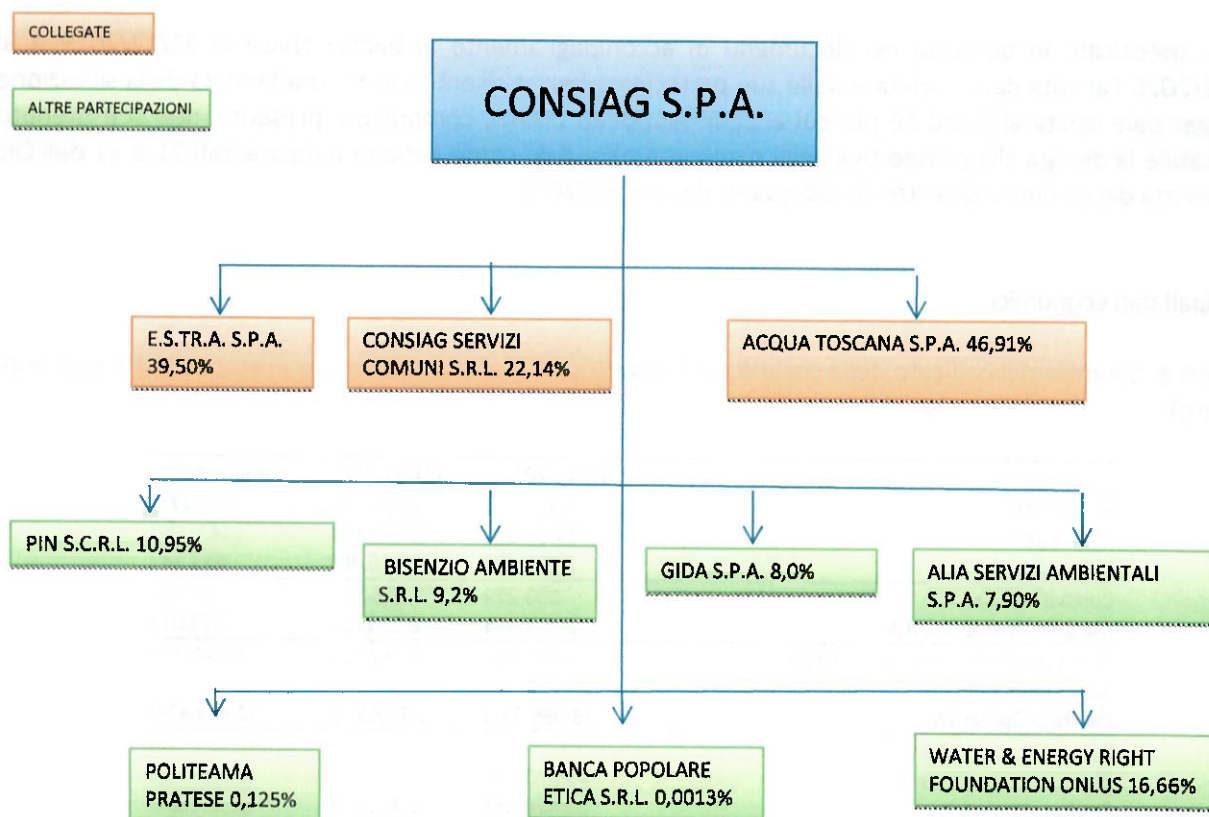 COLLEGATE
ALTRE PARTECIPAZIONI
CONSIAG S.P.A.
E.S.TR.A. S.P.A.
39,50%
CONSIAG SERVIZI
COMUNI S.R.L. 22,14%
ACQUA TOSCANA S.P.A. 46,91%
PIN S.C.R.L. 10,95%
BISENZIO AMBIENTE
S.R.L. 9,2%
GIDA S.P.A. 8,0%
ALIA SERVIZI AMBIENTALI
S.P.A. 7,90%
POLITEAMA
PRATESE 0,125%
BANCA POPOLARE
ETICA S.R.L. 0,0013%
WATER & ENERGY RIGHT
FOUNDATION ONLUS 16,66%